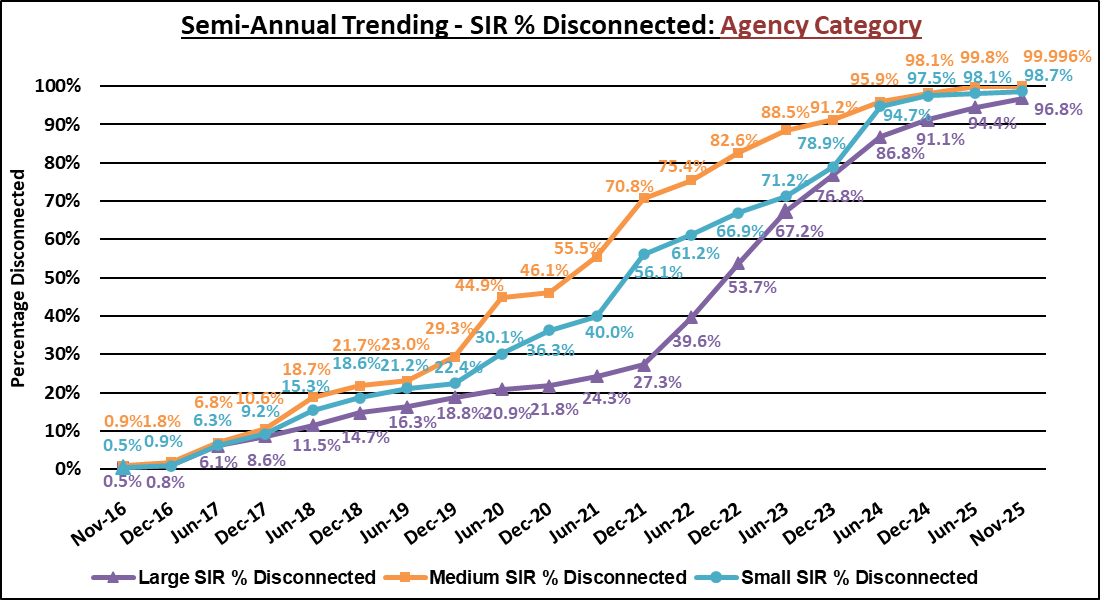 Semi-Annual Trending - SIR % Disconnected: Agency Category
Percentage Disconnected
100%
90%
80%
70%
60%
50%
40%
30%
20%
10%
0%
0.9% 1.8% 6.8% 10.6% 18.7% 21.7% 23.0% 29.3% 44.9% 46.1% 55.5% 70.8% 75.4% 82.6% 88.5% 91.2% 95.9% 98.1% 99.8% 99.996%
0.5% 0.9% 6.3% 9.2% 15.3% 18.6% 21.2% 22.4% 30.1% 36.3% 40.0% 56.1% 61.2% 66.9% 71.2% 78.9% 94.7% 97.5% 98.1% 98.7%
0.5% 0.8% 6.1% 8.6% 11.5% 14.7% 16.3% 18.8% 20.9% 21.8% 24.3% 27.3% 39.6% 53.7% 67.2% 76.8% 86.8% 91.1% 94.4% 96.8%
Nov-16 Dec-16 Jun-17 Dec-17 Jun-18 Dec-18 Jun-19 Dec-19 Jun-20 Dec-20 Jun-21 Dec-21 Jun-22 Dec-22 Jun-23 Dec-23 Jun-24 Dec-24 Jun-25 Nov-25
Large SIR % Disconnected Medium SIR % Disconnected Small SIR % Disconnected